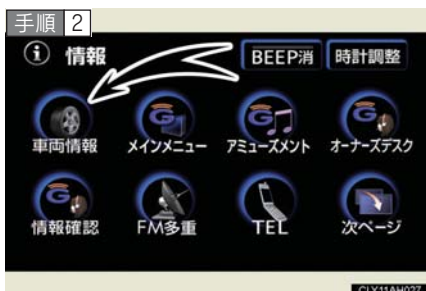 手順 2
i 情報 BEEP消 時計調整
車両情報 メインメニュー アミューズメント オーナーズデスク
情報確認 FM多重 TEL 次ページ
CLY11AH027